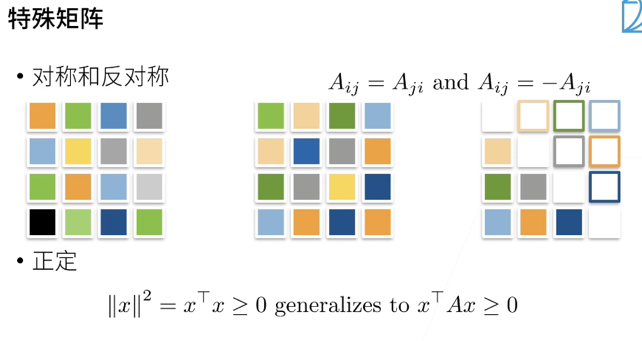 特殊矩阵
• 对称和反对称
A_{ij} = A_{ji} and A_{ij} = −A_{ji}
• 正定
‖x‖² = x^⊤x ≥ 0 generalizes to x^⊤Ax ≥ 0